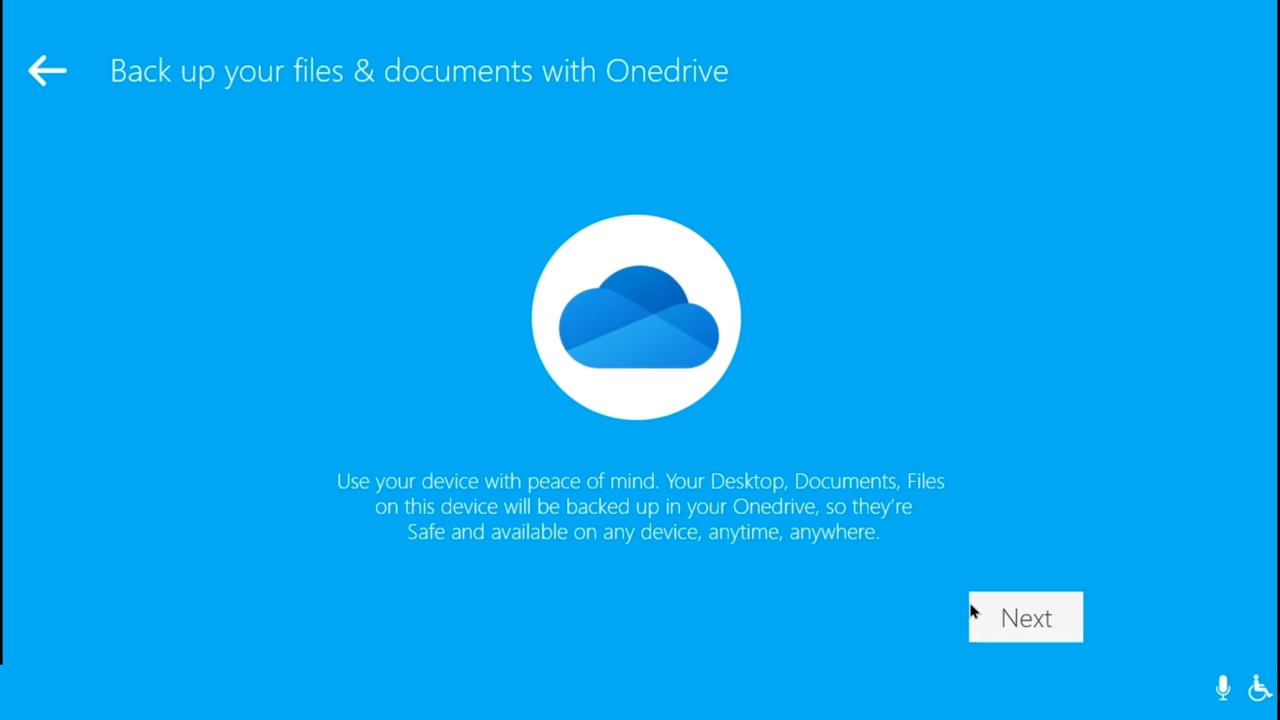 Back up your files & documents with Onedrive
Use your device with peace of mind. Your Desktop, Documents, Files
on this device will be backed up in your Onedrive, so they’re
Safe and available on any device, anytime, anywhere.
Next